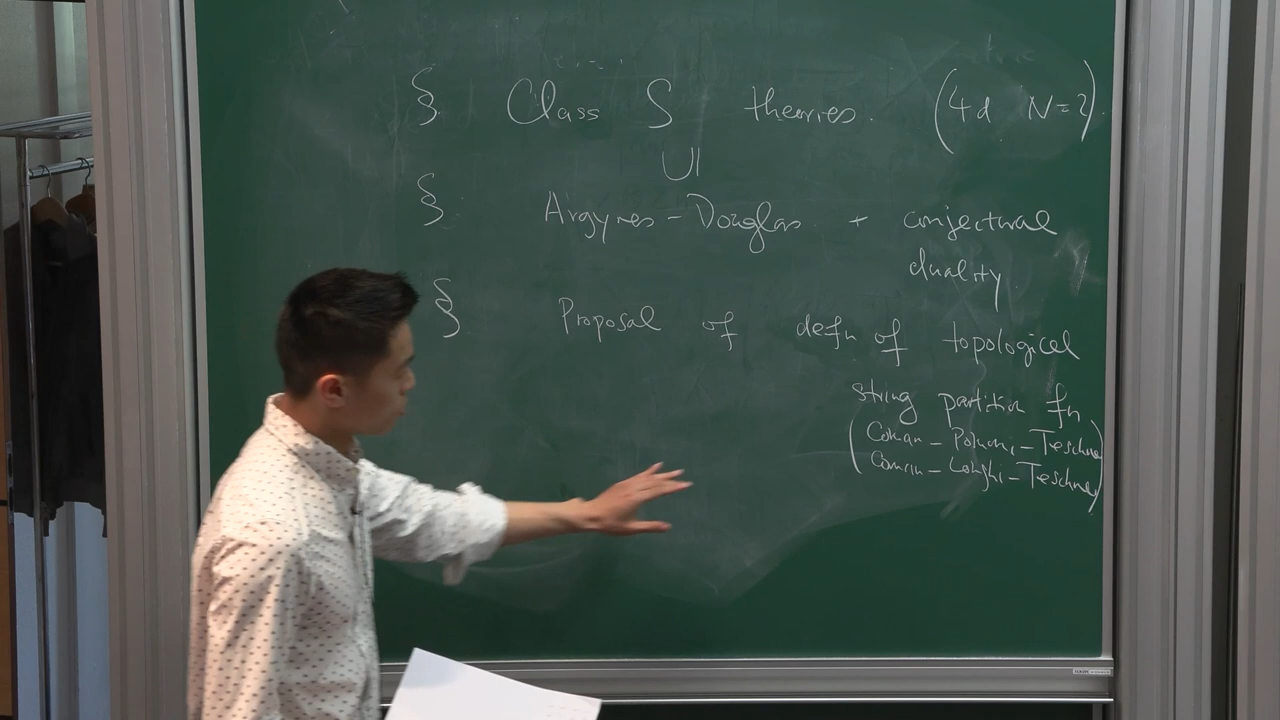 § Class S theories. (4d N=2).
⊆
§ Argyres-Douglas + conjectural
duality
§ Proposal of defn of topological
string partition fn
(Coman - Pomoni - Teschner
Coman - Longhi - Teschner)